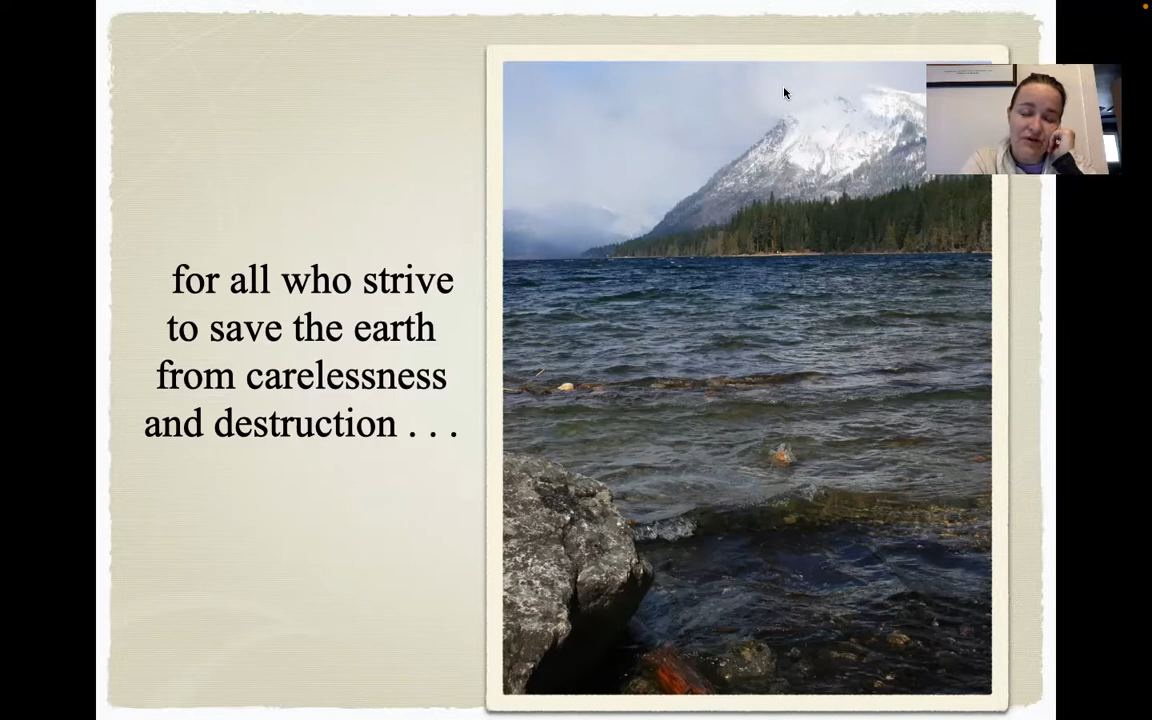 for all who strive
to save the earth
from carelessness
and destruction . . .